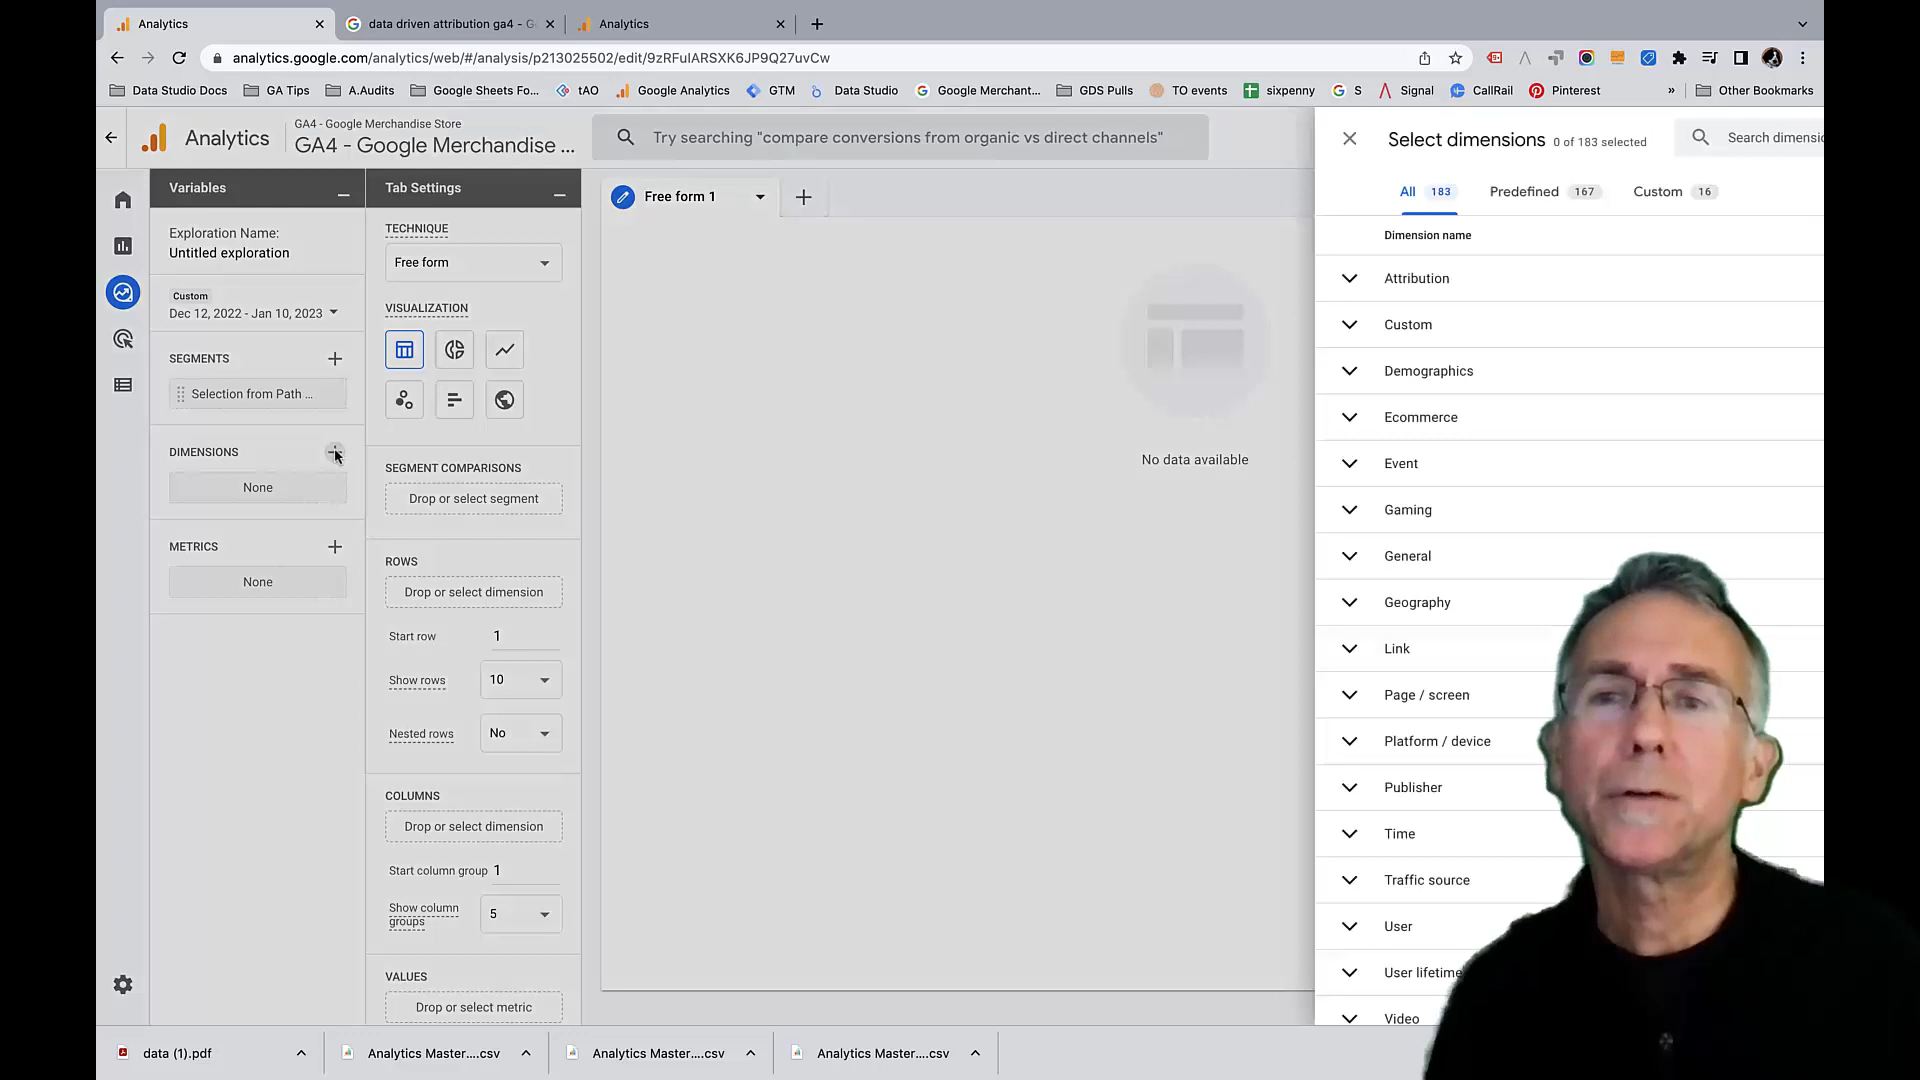 Analytics
data driven attribution ga4 - G
Analytics
analytics.google.com/analytics/web/#/analysis/p213025502/edit/9zRFuIARSXK6JP9Q27uvCw
Data Studio Docs
GA Tips
A.Audits
Google Sheets Fo...
tAO
Google Analytics
GTM
Data Studio
Google Merchant...
GDS Pulls
TO events
sixpenny
S
Signal
CallRail
Pinterest
»
Other Bookmarks
Analytics
GA4 - Google Merchandise Store
GA4 - Google Merchandise ...
Try searching "compare conversions from organic vs direct channels"
Variables
Exploration Name:
Untitled exploration
Custom
Dec 12, 2022 - Jan 10, 2023
SEGMENTS
Selection from Path ...
DIMENSIONS
None
METRICS
None
Tab Settings
TECHNIQUE
Free form
VISUALIZATION
SEGMENT COMPARISONS
Drop or select segment
ROWS
Drop or select dimension
Start row 1
Show rows 10
Nested rows No
COLUMNS
Drop or select dimension
Start column group 1
Show column
groups 5
VALUES
Drop or select metric
Free form 1
No data available
Select dimensions 0 of 183 selected
Search dimensi
All 183 Predefined 167 Custom 16
Dimension name
Attribution
Custom
Demographics
Ecommerce
Event
Gaming
General
Geography
Link
Page / screen
Platform / device
Publisher
Time
Traffic source
User
User lifetime
Video
data (1).pdf
Analytics Master....csv
Analytics Master....csv
Analytics Master....csv